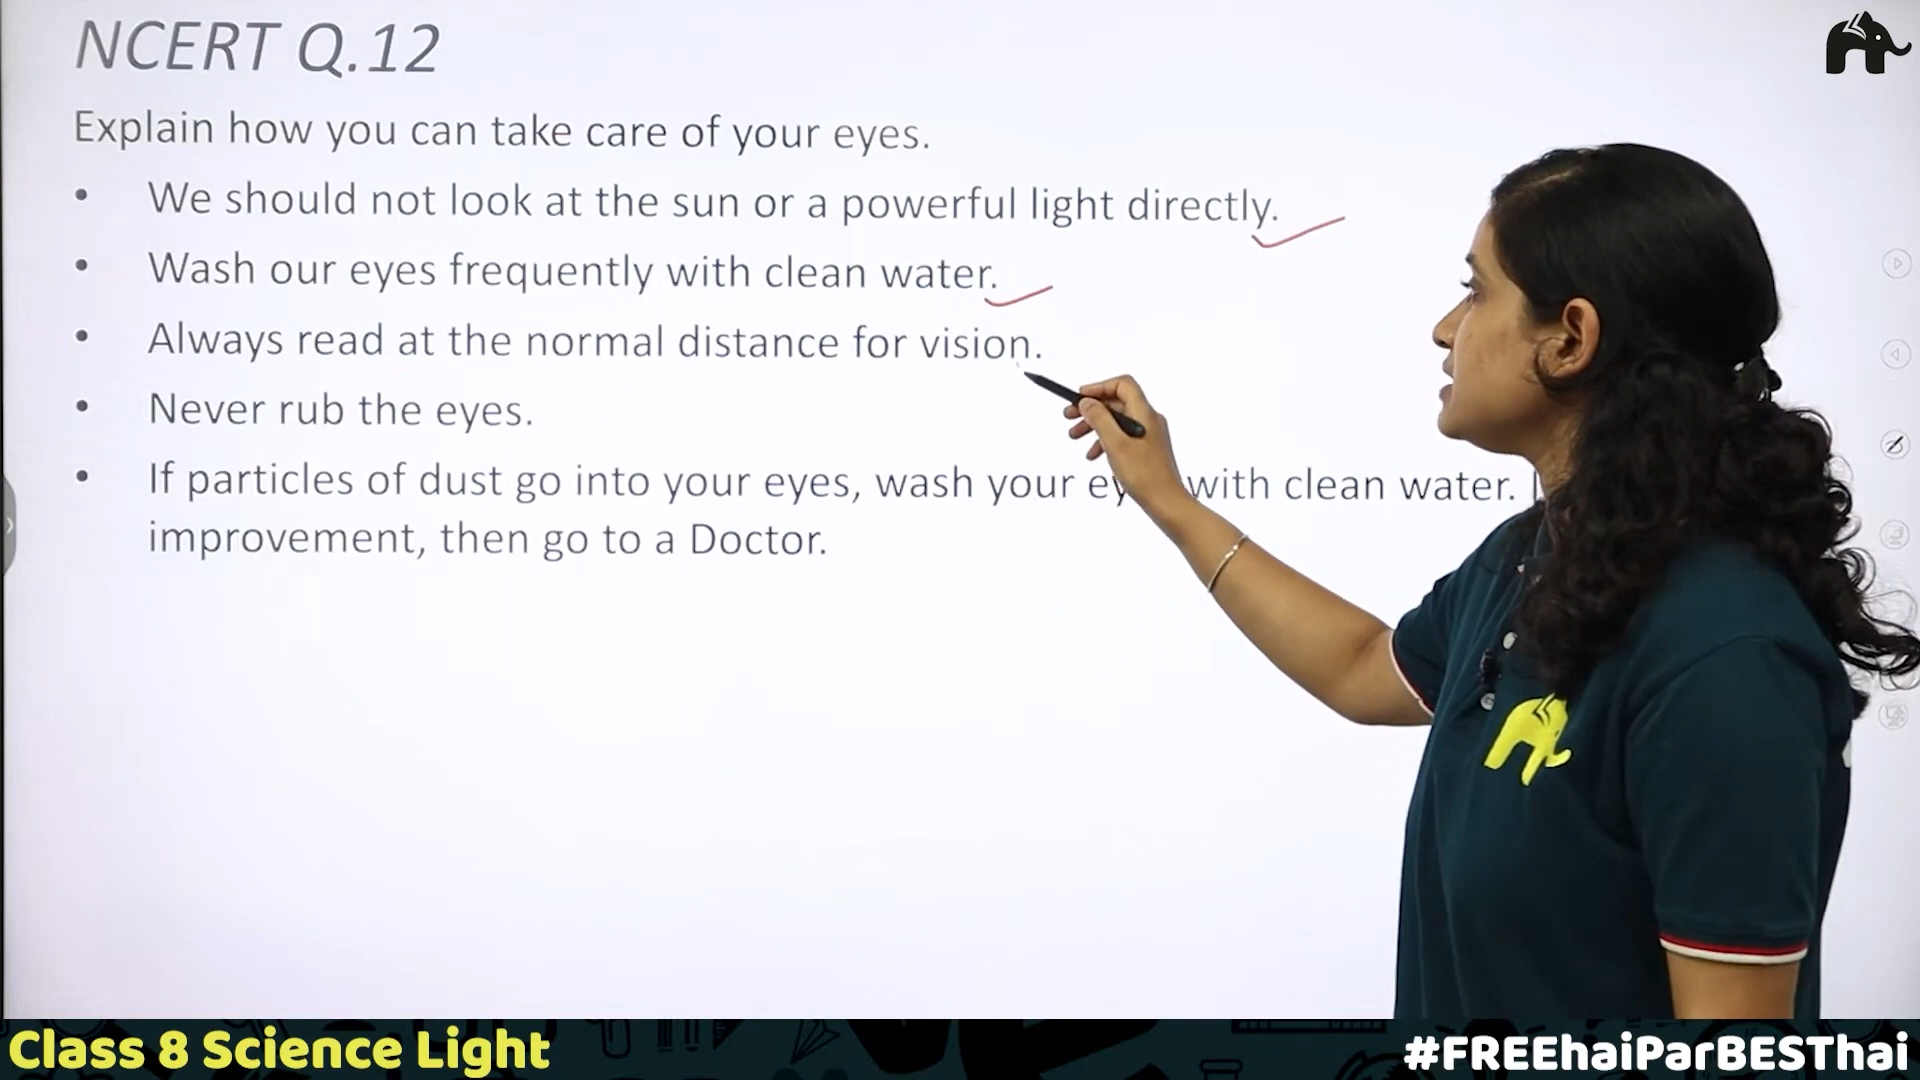 NCERT Q.12
Explain how you can take care of your eyes.
• We should not look at the sun or a powerful light directly.
• Wash our eyes frequently with clean water.
• Always read at the normal distance for vision.
• Never rub the eyes.
• If particles of dust go into your eyes, wash your with clean water.
improvement, then go to a Doctor.
Class 8 Science Light
#FREEhaiParBESThai